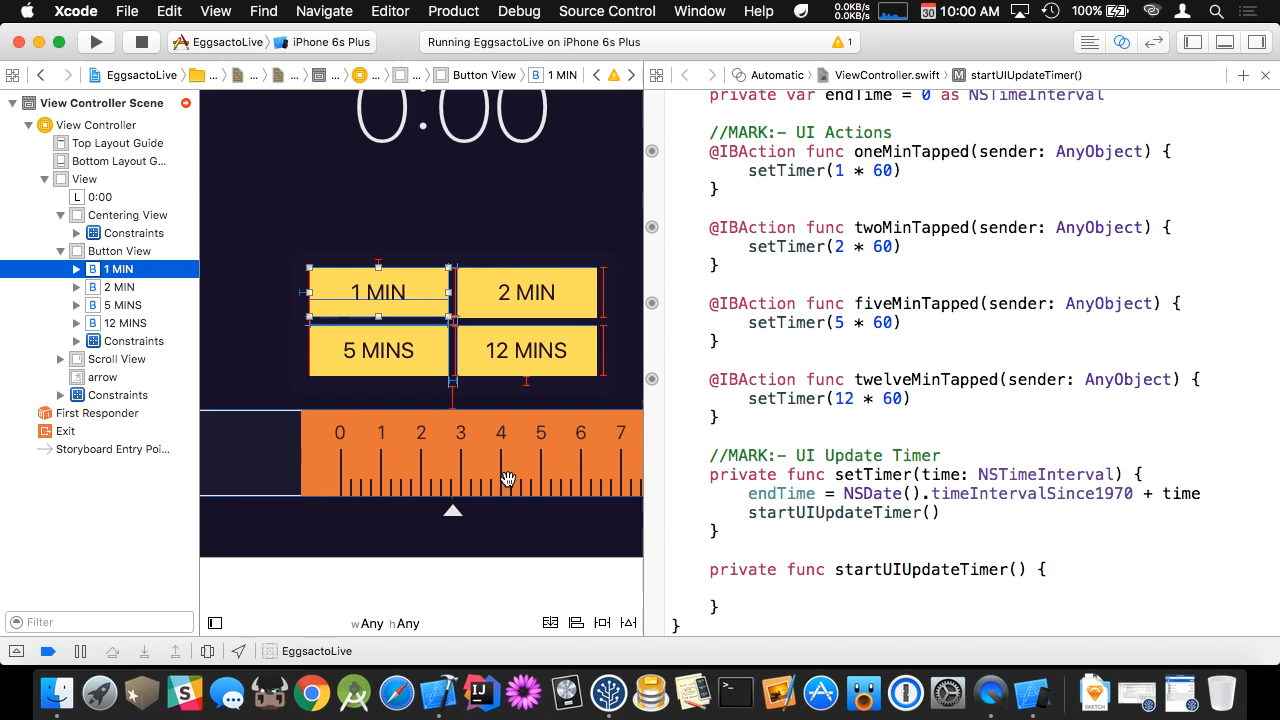 Xcode File Edit View Find Navigate Editor Product Debug Source Control Window Help 0.0KB/s 0.0KB/s 30 10:00 AM 100%
EggsactoLive iPhone 6s Plus Running EggsactoLive on iPhone 6s Plus 1
EggsactoLive ... ... ... ... ... ... Button View B 1 MIN
Automatic ViewController.swift M startUIUpdateTimer()
View Controller Scene
View Controller
Top Layout Guide
Bottom Layout G...
View
L 0:00
Centering View
Constraints
Button View
B 1 MIN
B 2 MIN
B 5 MINS
B 12 MINS
Constraints
Scroll View
arrow
Constraints
First Responder
Exit
Storyboard Entry Poi...
Filter
0:00
1 MIN 2 MIN
5 MINS 12 MINS
0 1 2 3 4 5 6 7
wAny hAny
private var endTime = 0 as NSTimeInterval
//MARK:- UI Actions
@IBAction func oneMinTapped(sender: AnyObject) {
setTimer(1 * 60)
}
@IBAction func twoMinTapped(sender: AnyObject) {
setTimer(2 * 60)
}
@IBAction func fiveMinTapped(sender: AnyObject) {
setTimer(5 * 60)
}
@IBAction func twelveMinTapped(sender: AnyObject) {
setTimer(12 * 60)
}
//MARK:- UI Update Timer
private func setTimer(time: NSTimeInterval) {
endTime = NSDate().timeIntervalSince1970 + time
startUIUpdateTimer()
}
private func startUIUpdateTimer() {
}
}
EggsactoLive